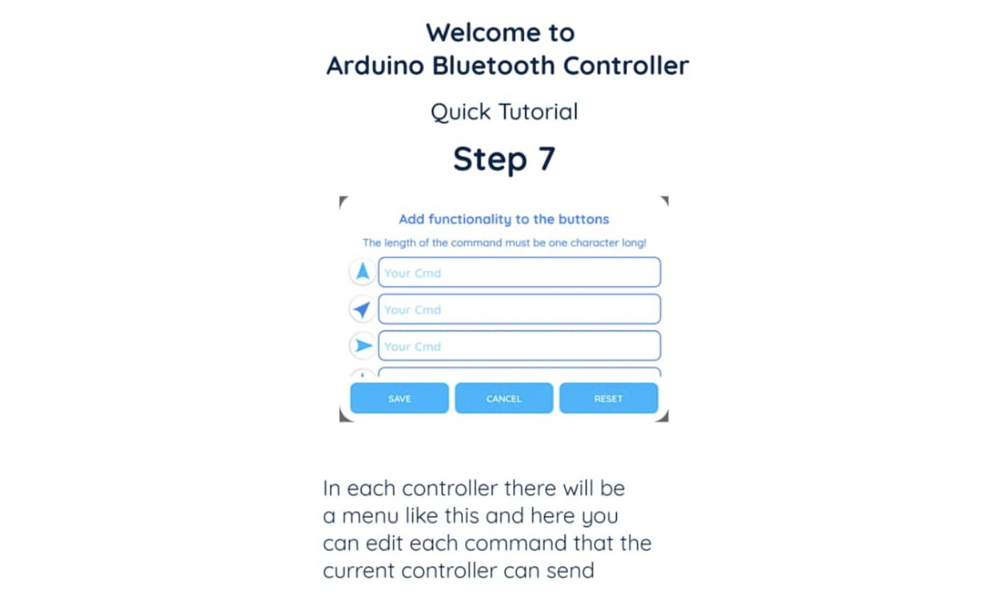 Welcome to
Arduino Bluetooth Controller
Quick Tutorial
Step 7
Add functionality to the buttons
The length of the command must be one character long!
Your Cmd
Your Cmd
Your Cmd
SAVE CANCEL RESET
In each controller there will be
a menu like this and here you
can edit each command that the
current controller can send